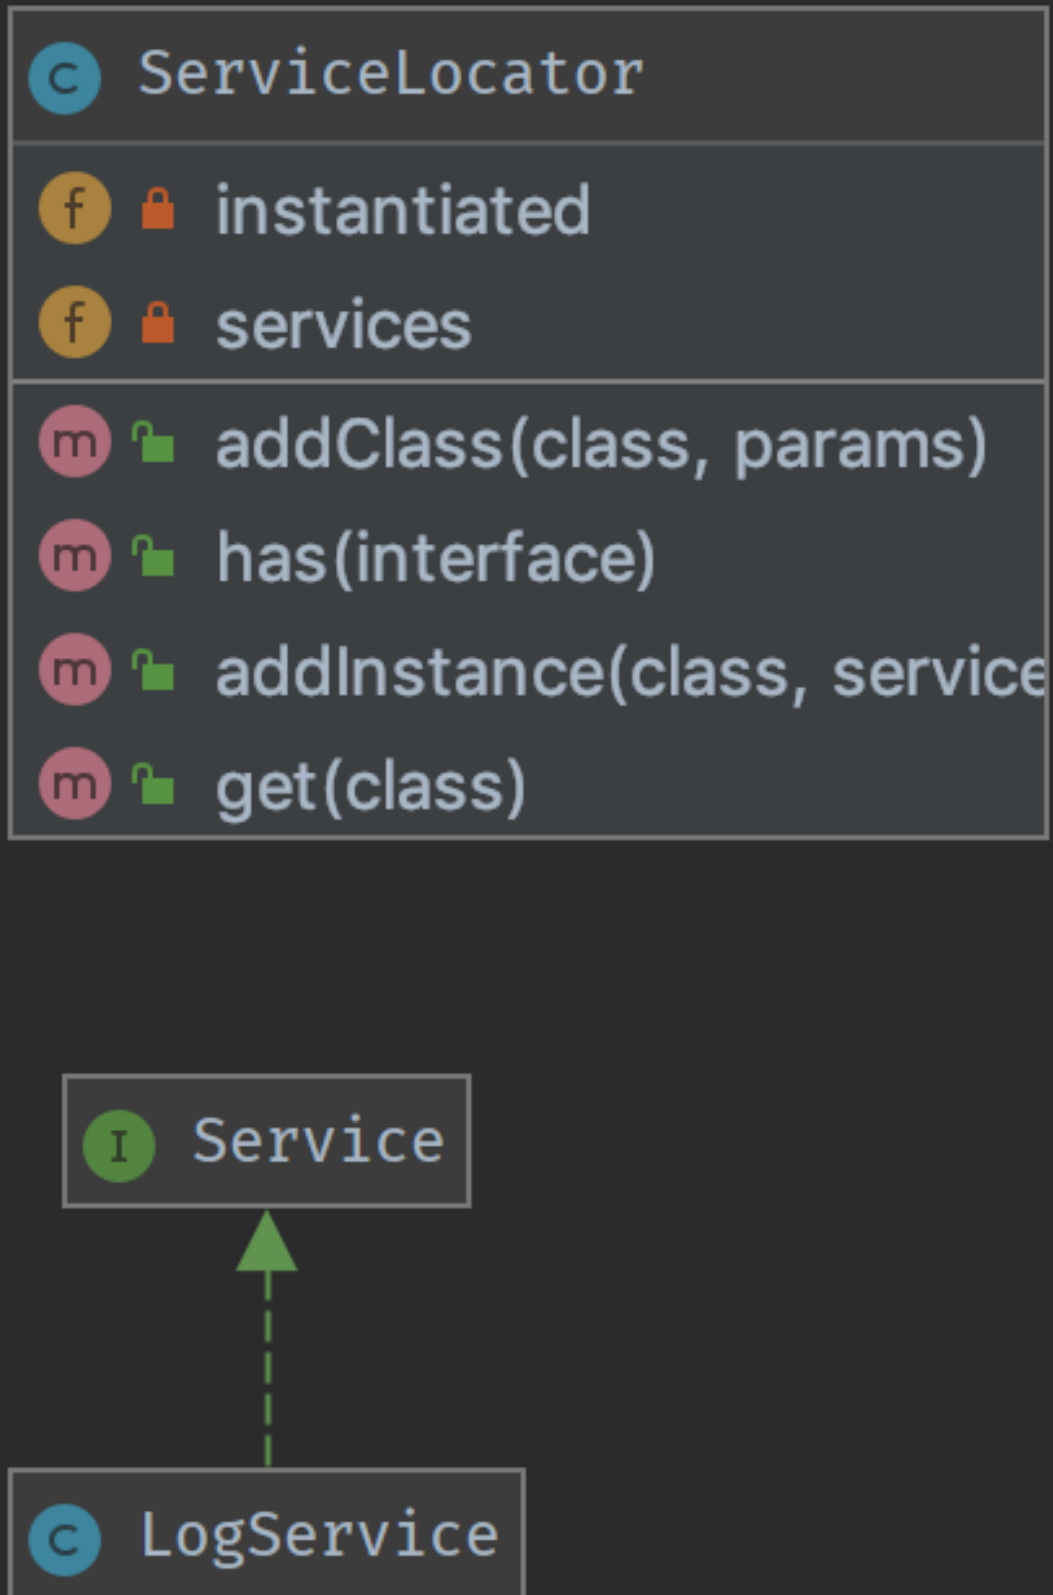 C ServiceLocator
f instantiated
f services
m addClass(class, params)
m has(interface)
m addInstance(class, service
m get(class)
I Service
C LogService